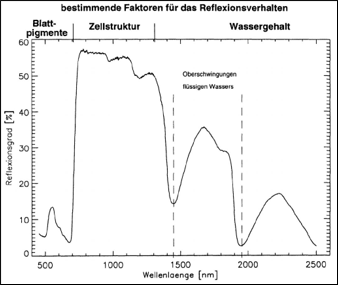 bestimmende Faktoren für das Reflexionsverhalten
Blatt-
pigmente
Zellstruktur
Wassergehalt
Oberschwingungen
flüssigen Wassers
Reflexionsgrad [%]
60
50
40
30
20
10
0
500 1000 1500 2000 2500
Wellenlaenge [nm]